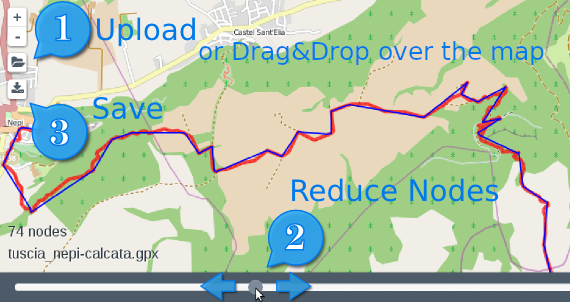 +
-
1 Upload
Castel Sant'Elia
or Drag&Drop over the map
Save
Nepi
3
Reduce Nodes
2
74 nodes
tuscia_nepi-calcata.gpx